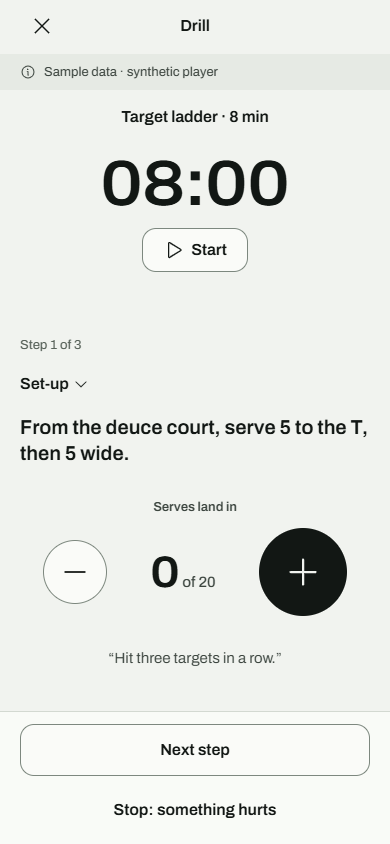 Drill
Sample data · synthetic player
Target ladder · 8 min
08:00
Start
Step 1 of 3
Set-up
From the deuce court, serve 5 to the T,
then 5 wide.
Serves land in
0 of 20
“Hit three targets in a row.”
Next step
Stop: something hurts